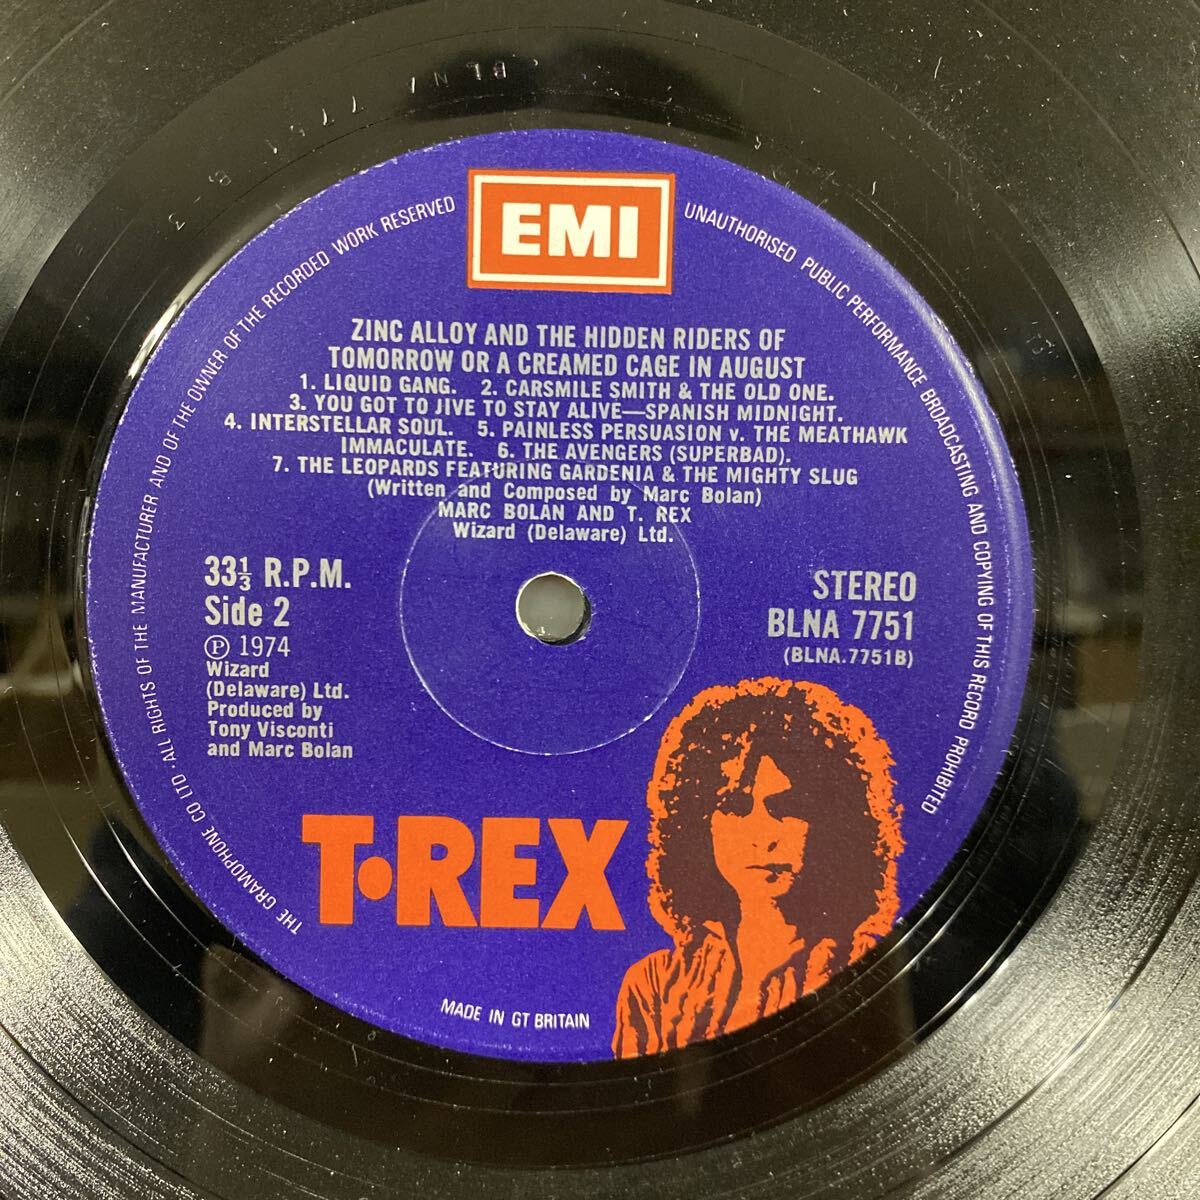 EMI
THE GRAMOPHONE CO LTD·ALL RIGHTS OF THE MANUFACTURER AND OF THE OWNER OF THE RECORDED WORK RESERVED
UNAUTHORISED PUBLIC PERFORMANCE BROADCASTING AND COPYING OF THIS RECORD PROHIBITED
ZINC ALLOY AND THE HIDDEN RIDERS OF
TOMORROW OR A CREAMED CAGE IN AUGUST
1. LIQUID GANG. 2. CARSMILE SMITH & THE OLD ONE.
3. YOU GOT TO JIVE TO STAY ALIVE—SPANISH MIDNIGHT.
4. INTERSTELLAR SOUL. 5. PAINLESS PERSUASION v. THE MEATHAWK
IMMACULATE. 6. THE AVENGERS (SUPERBAD).
7. THE LEOPARDS FEATURING GARDENIA & THE MIGHTY SLUG
(Written and Composed by Marc Bolan)
MARC BOLAN AND T. REX
Wizard (Delaware) Ltd.
33⅓ R.P.M.
Side 2
Ⓟ 1974
Wizard
(Delaware) Ltd.
Produced by
Tony Visconti
and Marc Bolan
STEREO
BLNA 7751
(BLNA.7751B)
T·REX
MADE IN GT BRITAIN